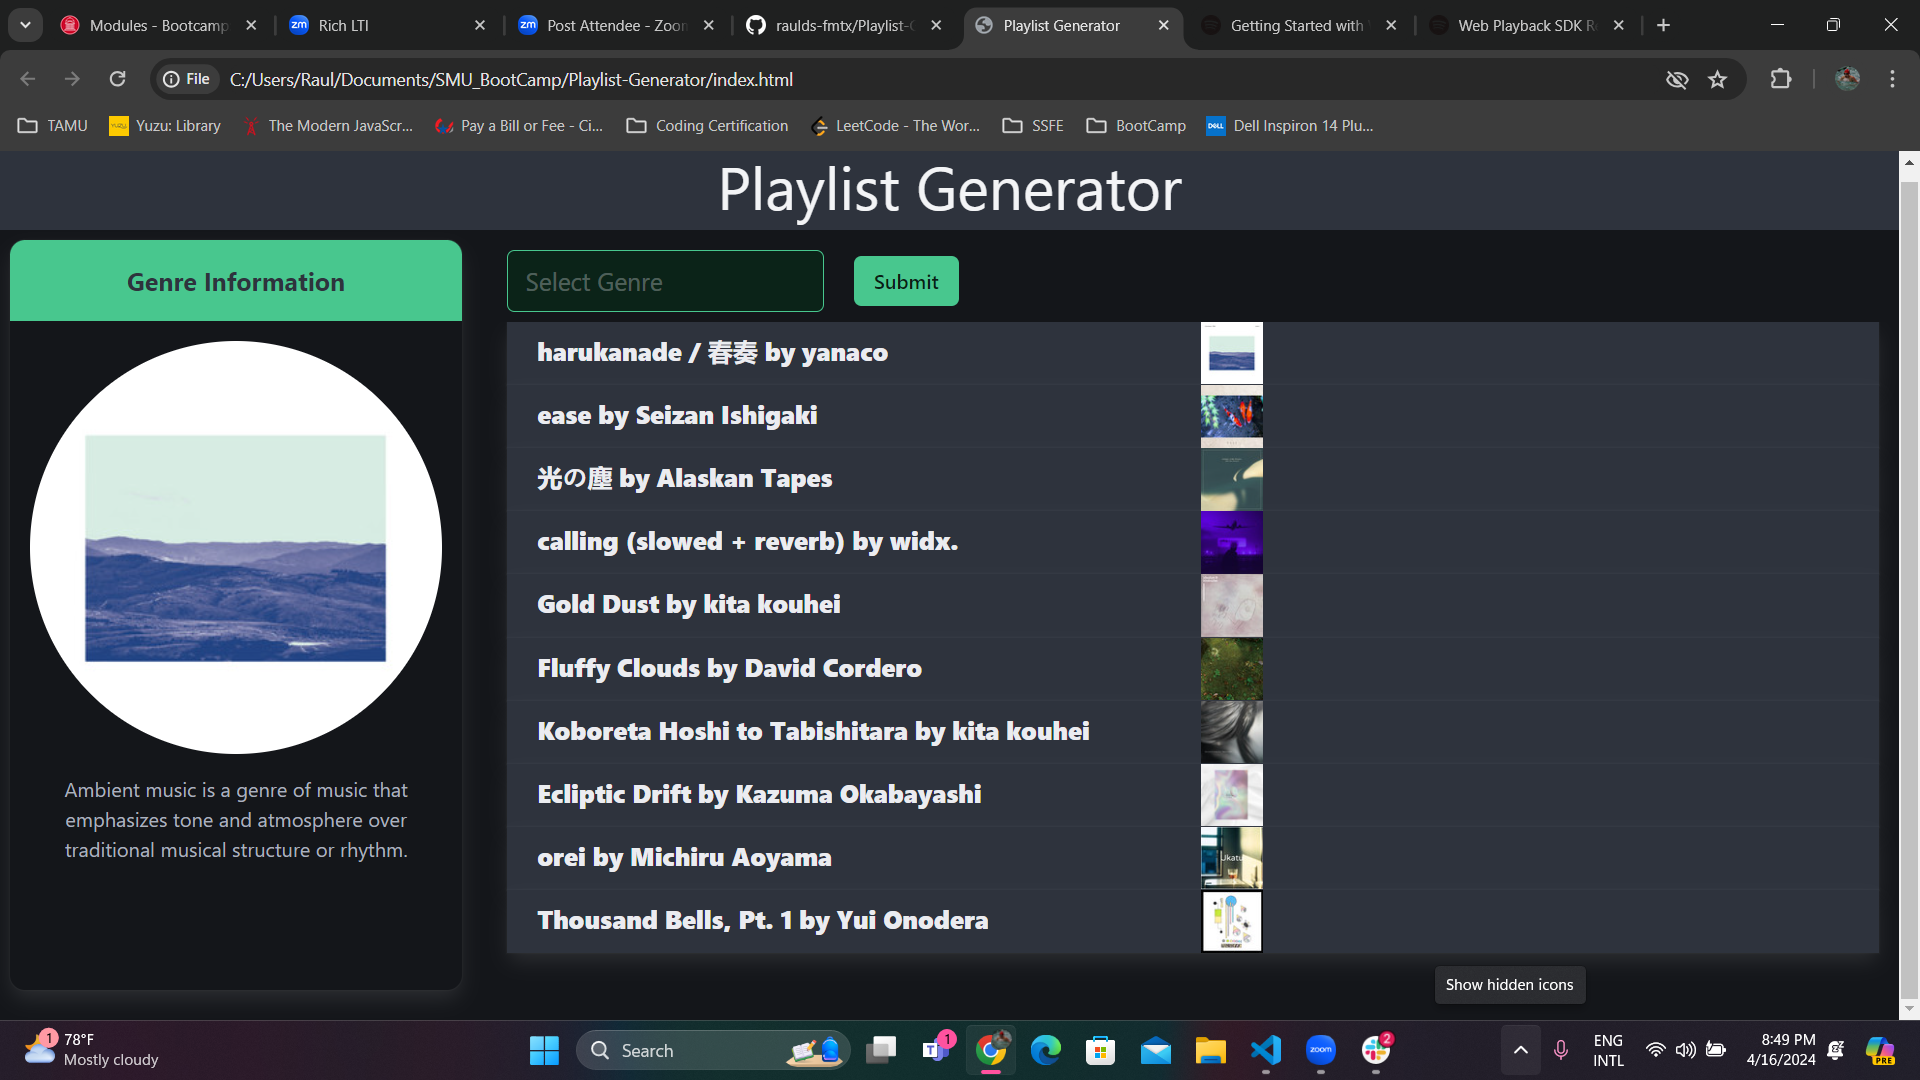 Modules - Bootcamp
Rich LTI
Post Attendee - Zoom
raulds-fmtx/Playlist-G
Playlist Generator
Getting Started with
Web Playback SDK R
File
C:/Users/Raul/Documents/SMU_BootCamp/Playlist-Generator/index.html
TAMU
Yuzu: Library
The Modern JavaScr...
Pay a Bill or Fee - Ci...
Coding Certification
LeetCode - The Wor...
SSFE
BootCamp
DELL
Dell Inspiron 14 Plu...
Playlist Generator
Genre Information
Select Genre
Submit
harukanade / 春奏 by yanaco
ease by Seizan Ishigaki
光の塵 by Alaskan Tapes
calling (slowed + reverb) by widx.
Gold Dust by kita kouhei
Fluffy Clouds by David Cordero
Koboreta Hoshi to Tabishitara by kita kouhei
Ecliptic Drift by Kazuma Okabayashi
orei by Michiru Aoyama
Ukatu
Thousand Bells, Pt. 1 by Yui Onodera
Ambient music is a genre of music that
emphasizes tone and atmosphere over
traditional musical structure or rhythm.
Show hidden icons
1
78°F
Mostly cloudy
Search
1
zoom
2
ENG
INTL
8:49 PM
4/16/2024
PRE